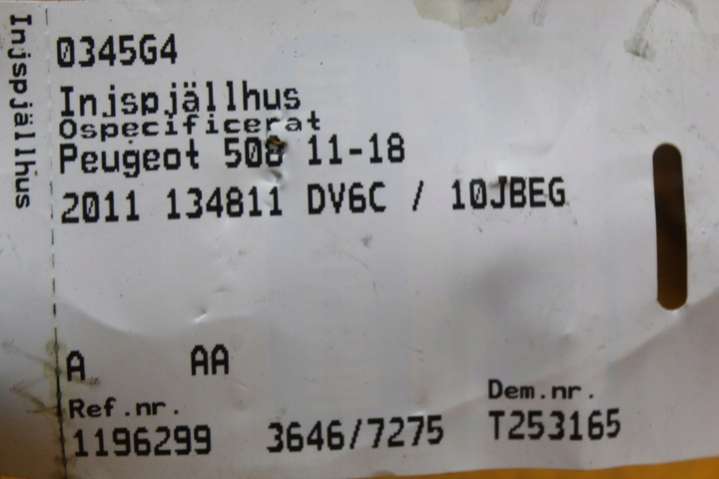 Injspjällhus
0345G4
Injspjällhus
Ospecificerat
Peugeot 508 11-18
2011 134811 DV6C / 10JBEG
A AA
Ref.nr. Dem.nr.
1196299 3646/7275 T253165